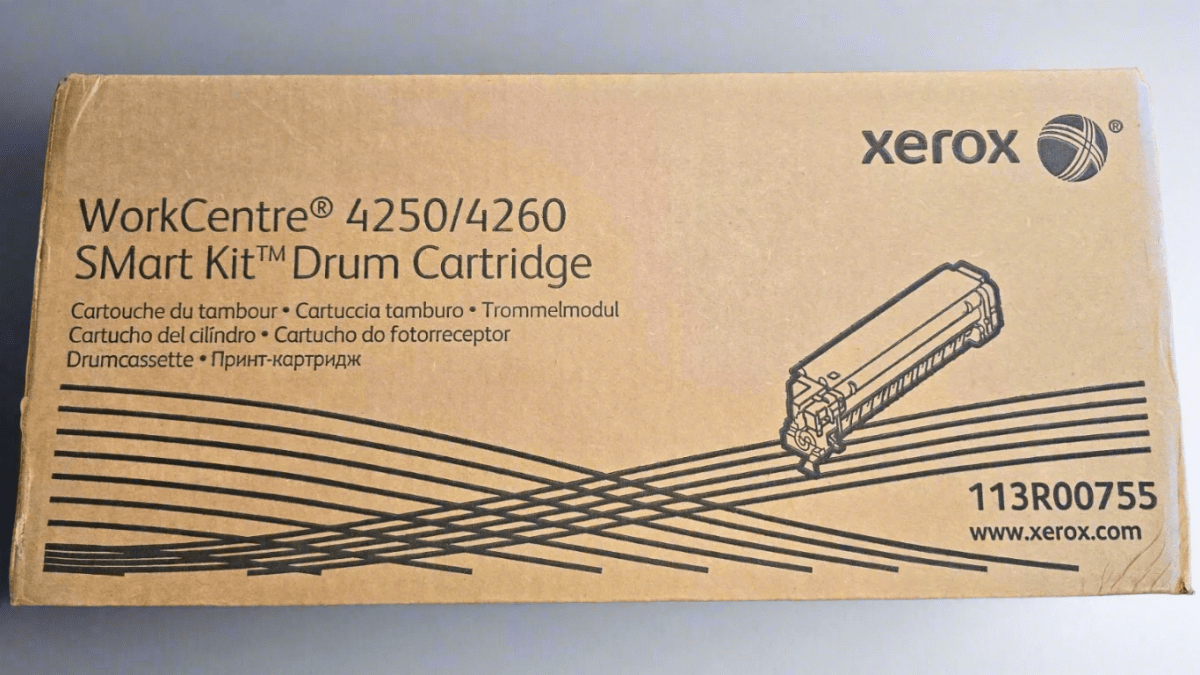 xerox ®
WorkCentre® 4250/4260
SMart Kit™ Drum Cartridge
Cartouche du tambour • Cartuccia tamburo • Trommelmodul
Cartucho del cilíndro • Cartucho do fotorreceptor
Drumcassette • Принт-картридж
113R00755
www.xerox.com